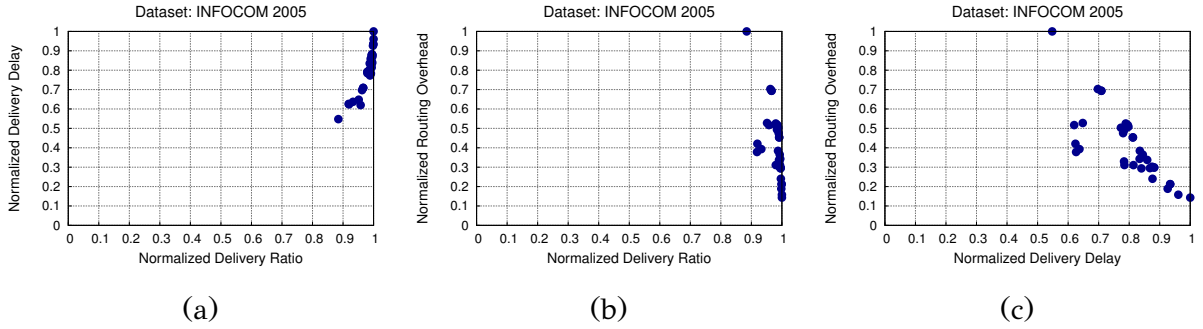 Dataset: INFOCOM 2005
Normalized Delivery Delay
1
0.9
0.8
0.7
0.6
0.5
0.4
0.3
0.2
0.1
0
0 0.1 0.2 0.3 0.4 0.5 0.6 0.7 0.8 0.9 1
Normalized Delivery Ratio
(a)
Dataset: INFOCOM 2005
Normalized Routing Overhead
1
0.9
0.8
0.7
0.6
0.5
0.4
0.3
0.2
0.1
0
0 0.1 0.2 0.3 0.4 0.5 0.6 0.7 0.8 0.9 1
Normalized Delivery Ratio
(b)
Dataset: INFOCOM 2005
Normalized Routing Overhead
1
0.9
0.8
0.7
0.6
0.5
0.4
0.3
0.2
0.1
0
0 0.1 0.2 0.3 0.4 0.5 0.6 0.7 0.8 0.9 1
Normalized Delivery Delay
(c)